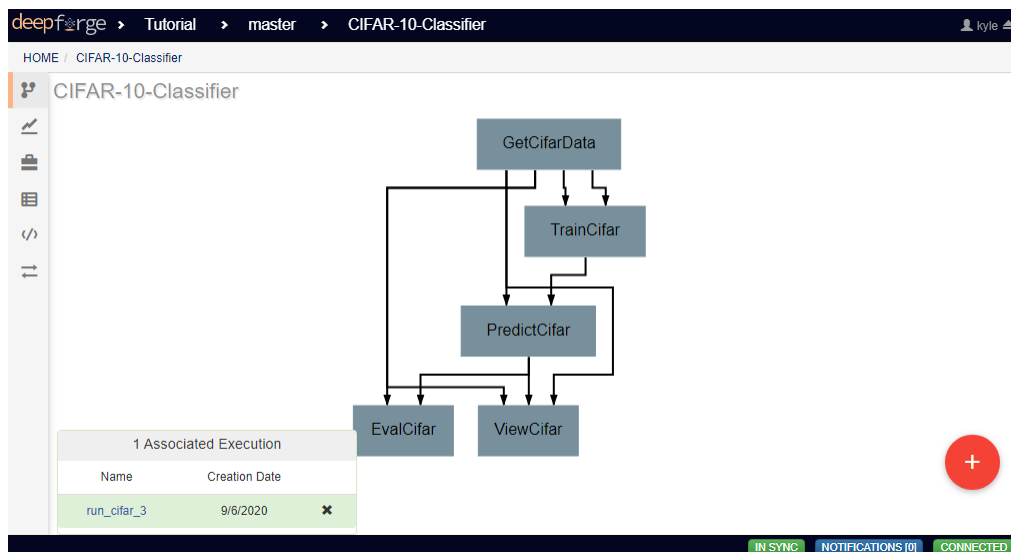 deepforge › Tutorial › master › CIFAR-10-Classifier kyle
HOME / CIFAR-10-Classifier
CIFAR-10-Classifier
GetCifarData
TrainCifar
PredictCifar
EvalCifar ViewCifar
1 Associated Execution
Name Creation Date
run_cifar_3 9/6/2020
+
IN SYNC NOTIFICATIONS [0] CONNECTED